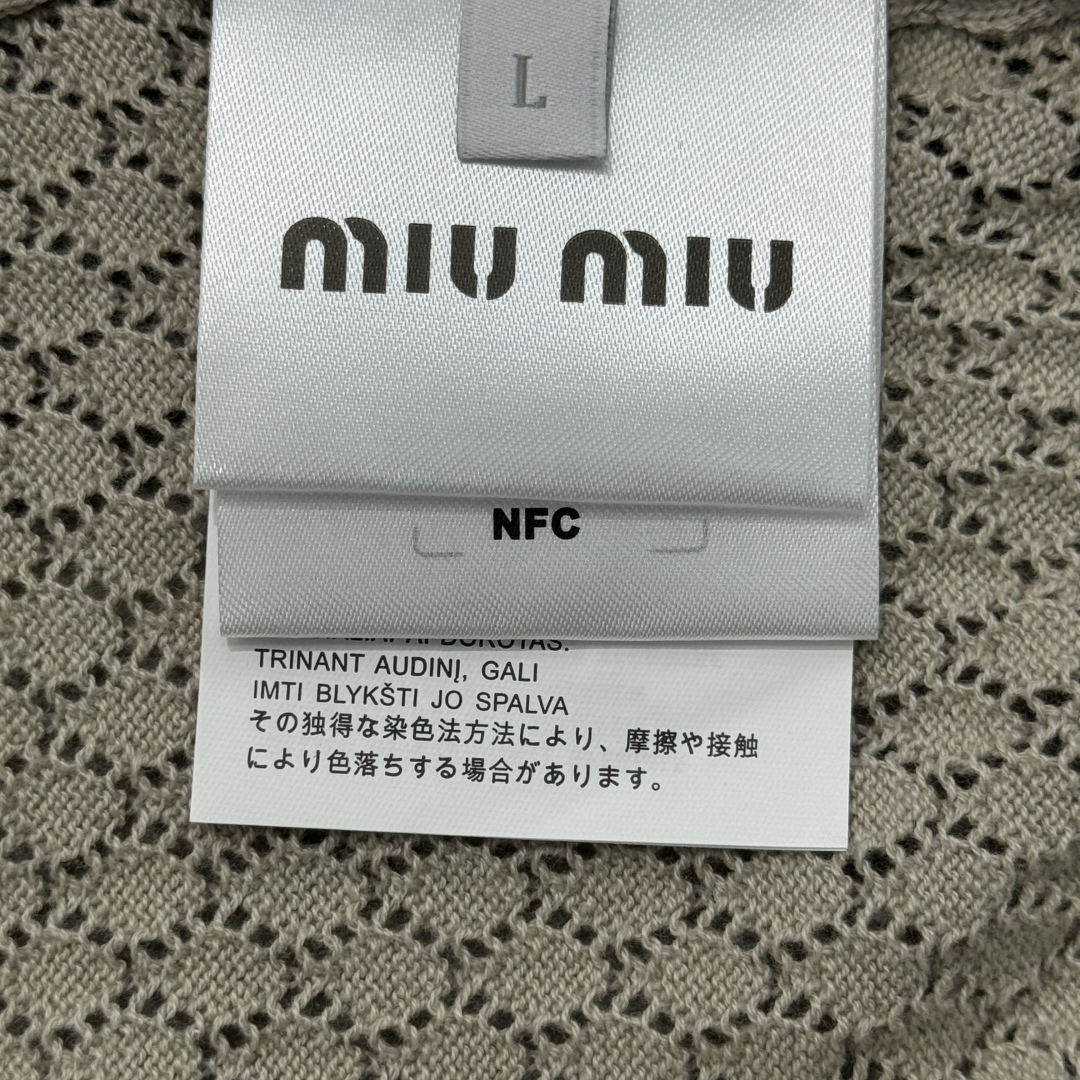 L
miu miu
NFC
TRINANT AUDINĮ, GALI
IMTI BLYKŠTI JO SPALVA
その独得な染色法方法により、摩擦や接触
により色落ちする場合があります。